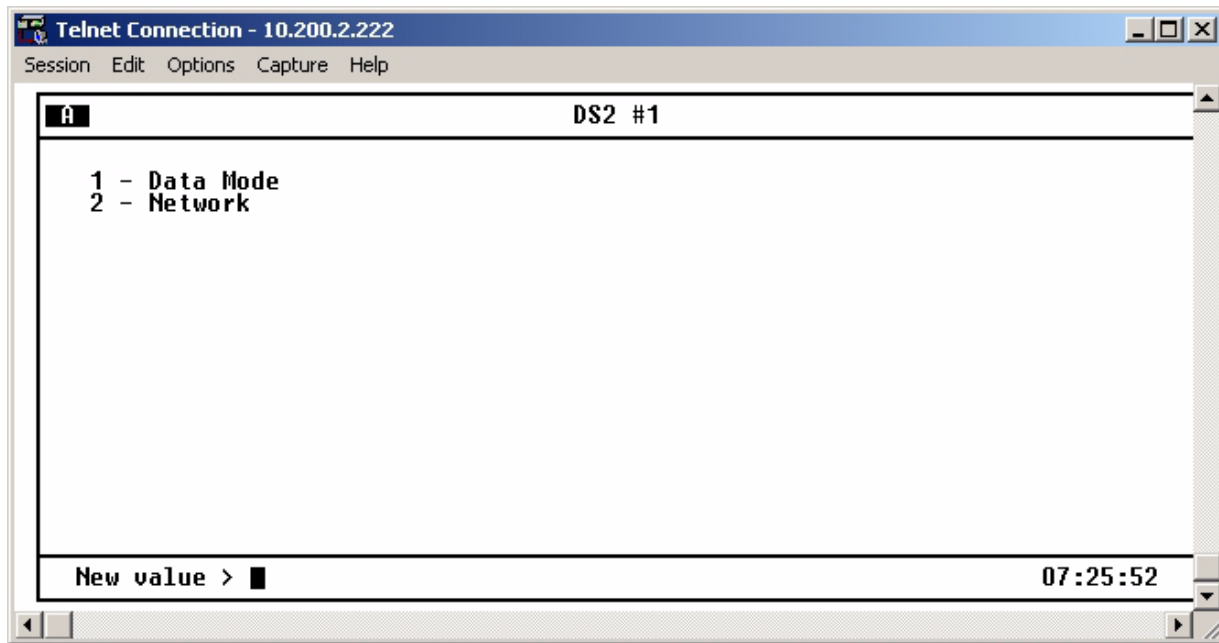 Telnet Connection - 10.200.2.222
Session Edit Options Capture Help
A DS2 #1
1 - Data Mode
2 - Network
New value > 07:25:52